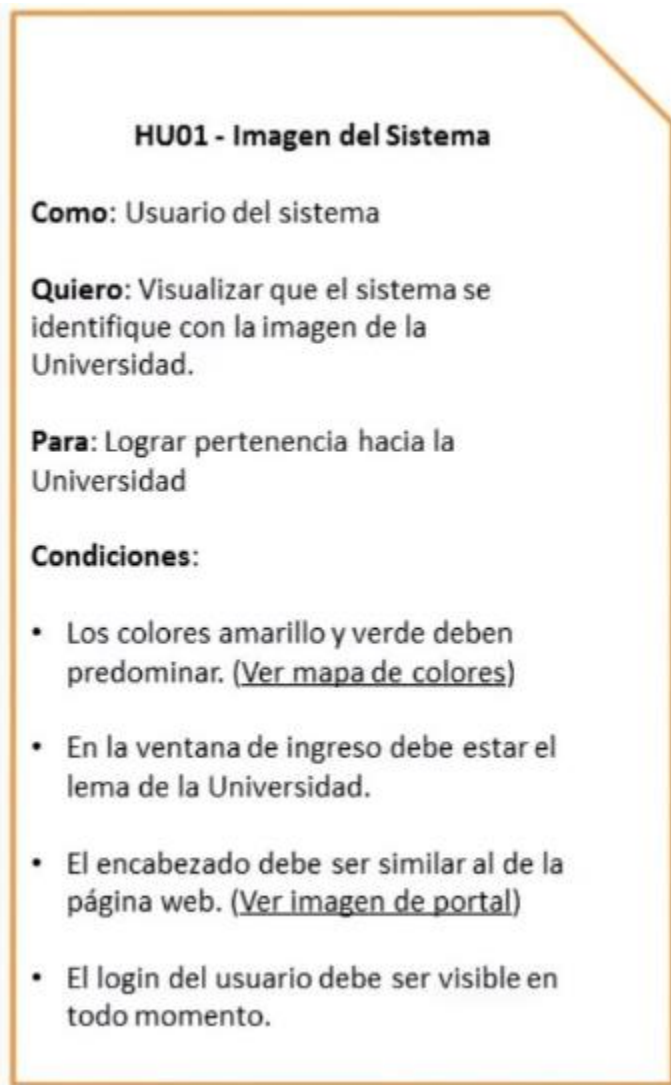 HU01 - Imagen del Sistema
Como: Usuario del sistema
Quiero: Visualizar que el sistema se
identifique con la imagen de la
Universidad.
Para: Lograr pertenencia hacia la
Universidad
Condiciones:
• Los colores amarillo y verde deben
predominar. (Ver mapa de colores)
• En la ventana de ingreso debe estar el
lema de la Universidad.
• El encabezado debe ser similar al de la
página web. (Ver imagen de portal)
• El login del usuario debe ser visible en
todo momento.